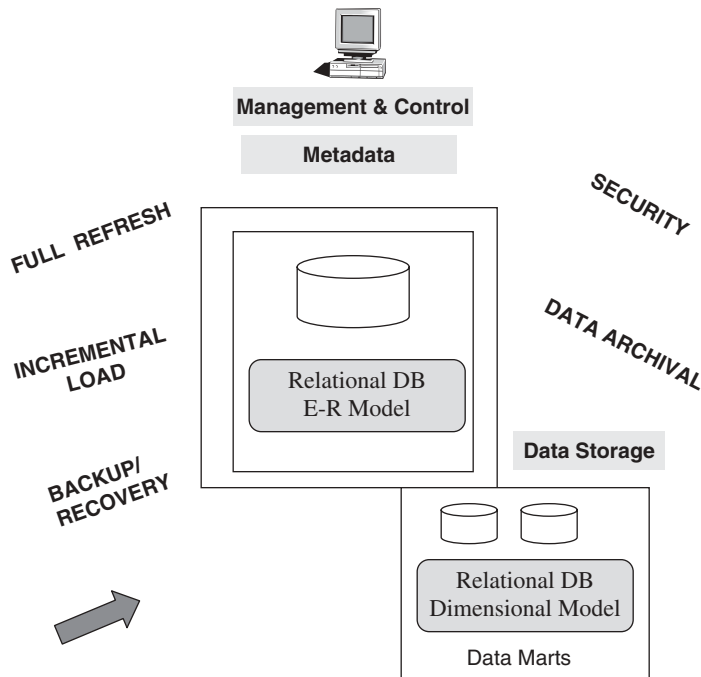 Management & Control
Metadata
FULL REFRESH
SECURITY
INCREMENTAL
LOAD
DATA ARCHIVAL
Relational DB
E-R Model
Data Storage
BACKUP/
RECOVERY
Relational DB
Dimensional Model
Data Marts